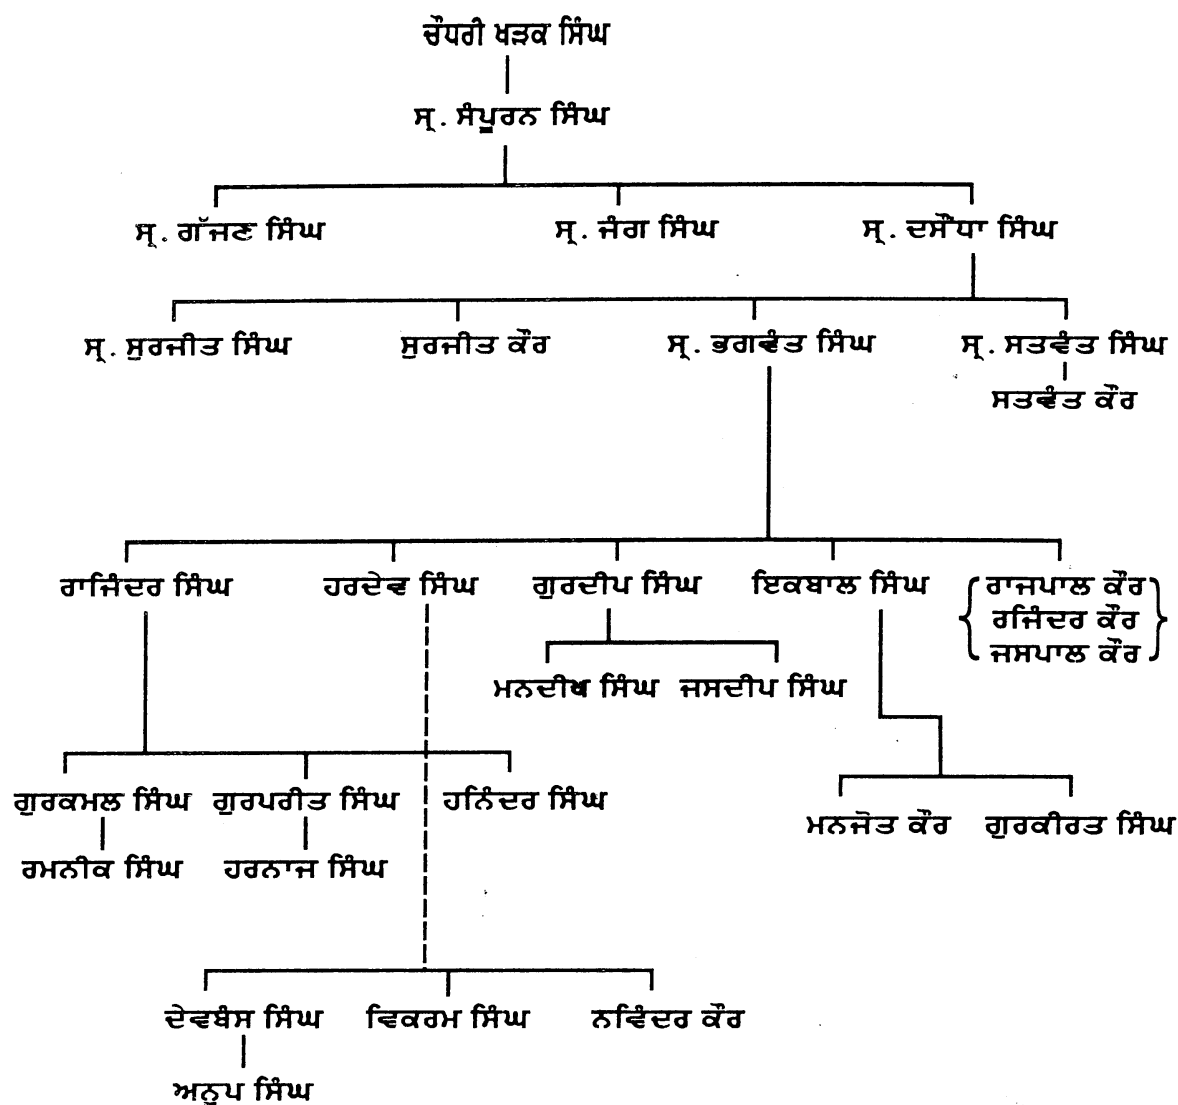 ਚੌਧਰੀ ਖੜਕ ਸਿੰਘ
ਸ੍ਰ. ਸੰਪੂਰਨ ਸਿੰਘ
ਸ੍ਰ. ਗੱਜਣ ਸਿੰਘ ਸ੍ਰ. ਜੰਗ ਸਿੰਘ ਸ੍ਰ. ਦਸੌਂਧਾ ਸਿੰਘ
ਸ੍ਰ. ਸੁਰਜੀਤ ਸਿੰਘ ਸੁਰਜੀਤ ਕੌਰ ਸ੍ਰ. ਭਗਵੰਤ ਸਿੰਘ ਸ੍ਰ. ਸਤਵੰਤ ਸਿੰਘ
ਸਤਵੰਤ ਕੌਰ
ਰਾਜਿੰਦਰ ਸਿੰਘ ਹਰਦੇਵ ਸਿੰਘ ਗੁਰਦੀਪ ਸਿੰਘ ਇਕਬਾਲ ਸਿੰਘ ਰਾਜਪਾਲ ਕੌਰ
ਰਜਿੰਦਰ ਕੌਰ
ਜਸਪਾਲ ਕੌਰ
ਸਿੰਘ ਜਸਦੀਪ ਸਿੰਘ
ਗੁਰਕਮਲ ਸਿੰਘ ਗੁਰਪਰੀਤ ਸਿੰਘ ਹਨਿੰਦਰ ਸਿੰਘ
ਮਨਜੋਤ ਕੌਰ ਗੁਰਕੀਰਤ ਸਿੰਘ
ਰਮਨੀਕ ਸਿੰਘ ਹਰਨਾਜ ਸਿੰਘ
ਦੇਵਬੰਸ ਸਿੰਘ ਵਿਕਰਮ ਸਿੰਘ ਨਵਿੰਦਰ ਕੌਰ
ਅਨੂਪ ਸਿੰਘ